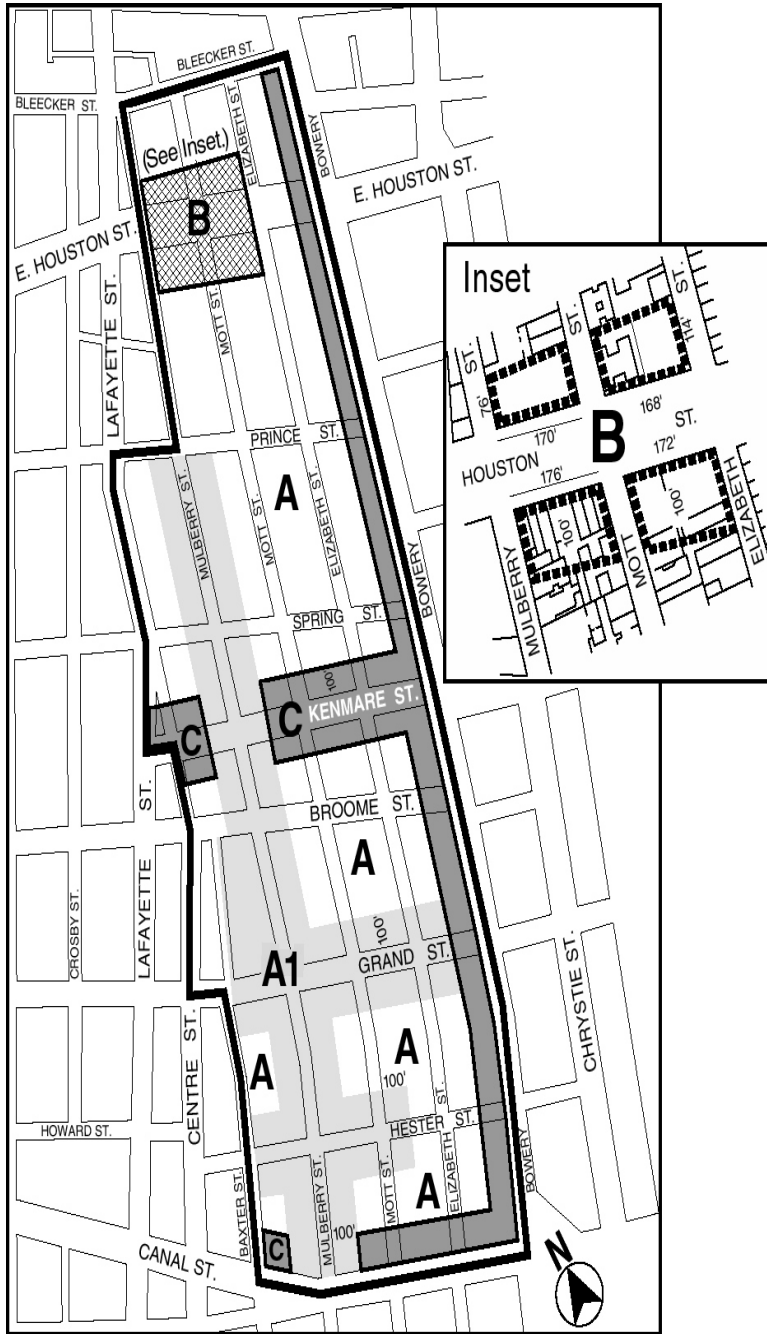 BLEECKER ST.
BLEECKER ST.
(See Inset.)
ELIZABETH ST.
BOWERY
E. HOUSTON ST.
B
E. HOUSTON ST.
LAFAYETTE ST.
MOTT ST.
Inset
ST.
ST.
ST.
76'
114'
170'
168'
B
ST.
HOUSTON
176'
172'
100'
100'
MULBERRY
MOTT
ELIZABETH
PRINCE ST.
A
MULBERRY ST.
MOTT ST.
ELIZABETH ST.
BOWERY
SPRING ST.
100'
C
KENMARE ST.
C
LAFAYETTE ST.
BROOME ST.
A
CROSBY ST.
100'
GRAND ST.
A1
CHRYSTIE ST.
CENTRE ST.
A
A
100'
HOWARD ST.
HESTER ST.
BAXTER ST.
MULBERRY ST.
MOTT ST.
ELIZABETH ST.
BOWERY
A
100'
C
CANAL ST.
N